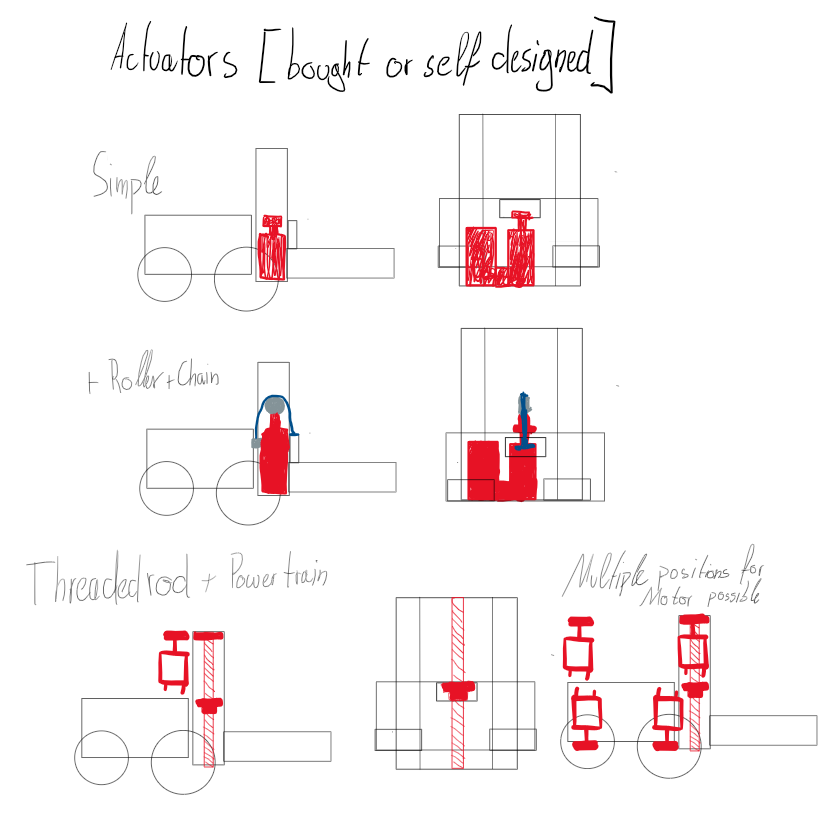 Actuators [bought or self designed]
Simple
+ Roller + Chain
Threaded rod + Power train
Multiple positions for
Motor possible